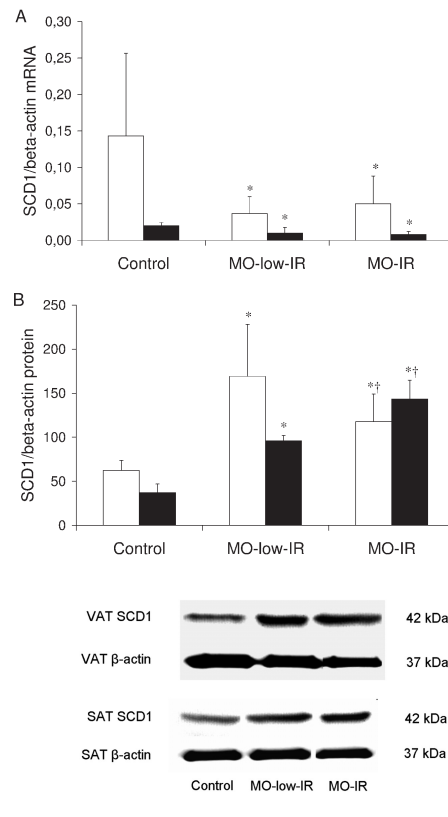 A
SCD1/beta-actin mRNA
0,30
0,25
0,20
0,15
0,10
0,05
0,00
*
*
*
*
Control MO-low-IR MO-IR
B
SCD1/beta-actin protein
250
200
150
100
50
0
*
*
*†
*†
Control MO-low-IR MO-IR
VAT SCD1 42 kDa
VAT β-actin 37 kDa
SAT SCD1 42 kDa
SAT β-actin 37 kDa
Control MO-low-IR MO-IR